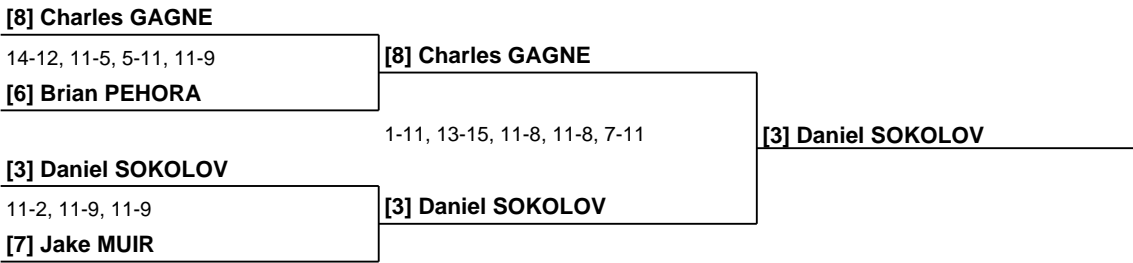 [8] Charles GAGNE
14-12, 11-5, 5-11, 11-9
[8] Charles GAGNE
[6] Brian PEHORA
1-11, 13-15, 11-8, 11-8, 7-11
[3] Daniel SOKOLOV
[3] Daniel SOKOLOV
11-2, 11-9, 11-9
[3] Daniel SOKOLOV
[7] Jake MUIR